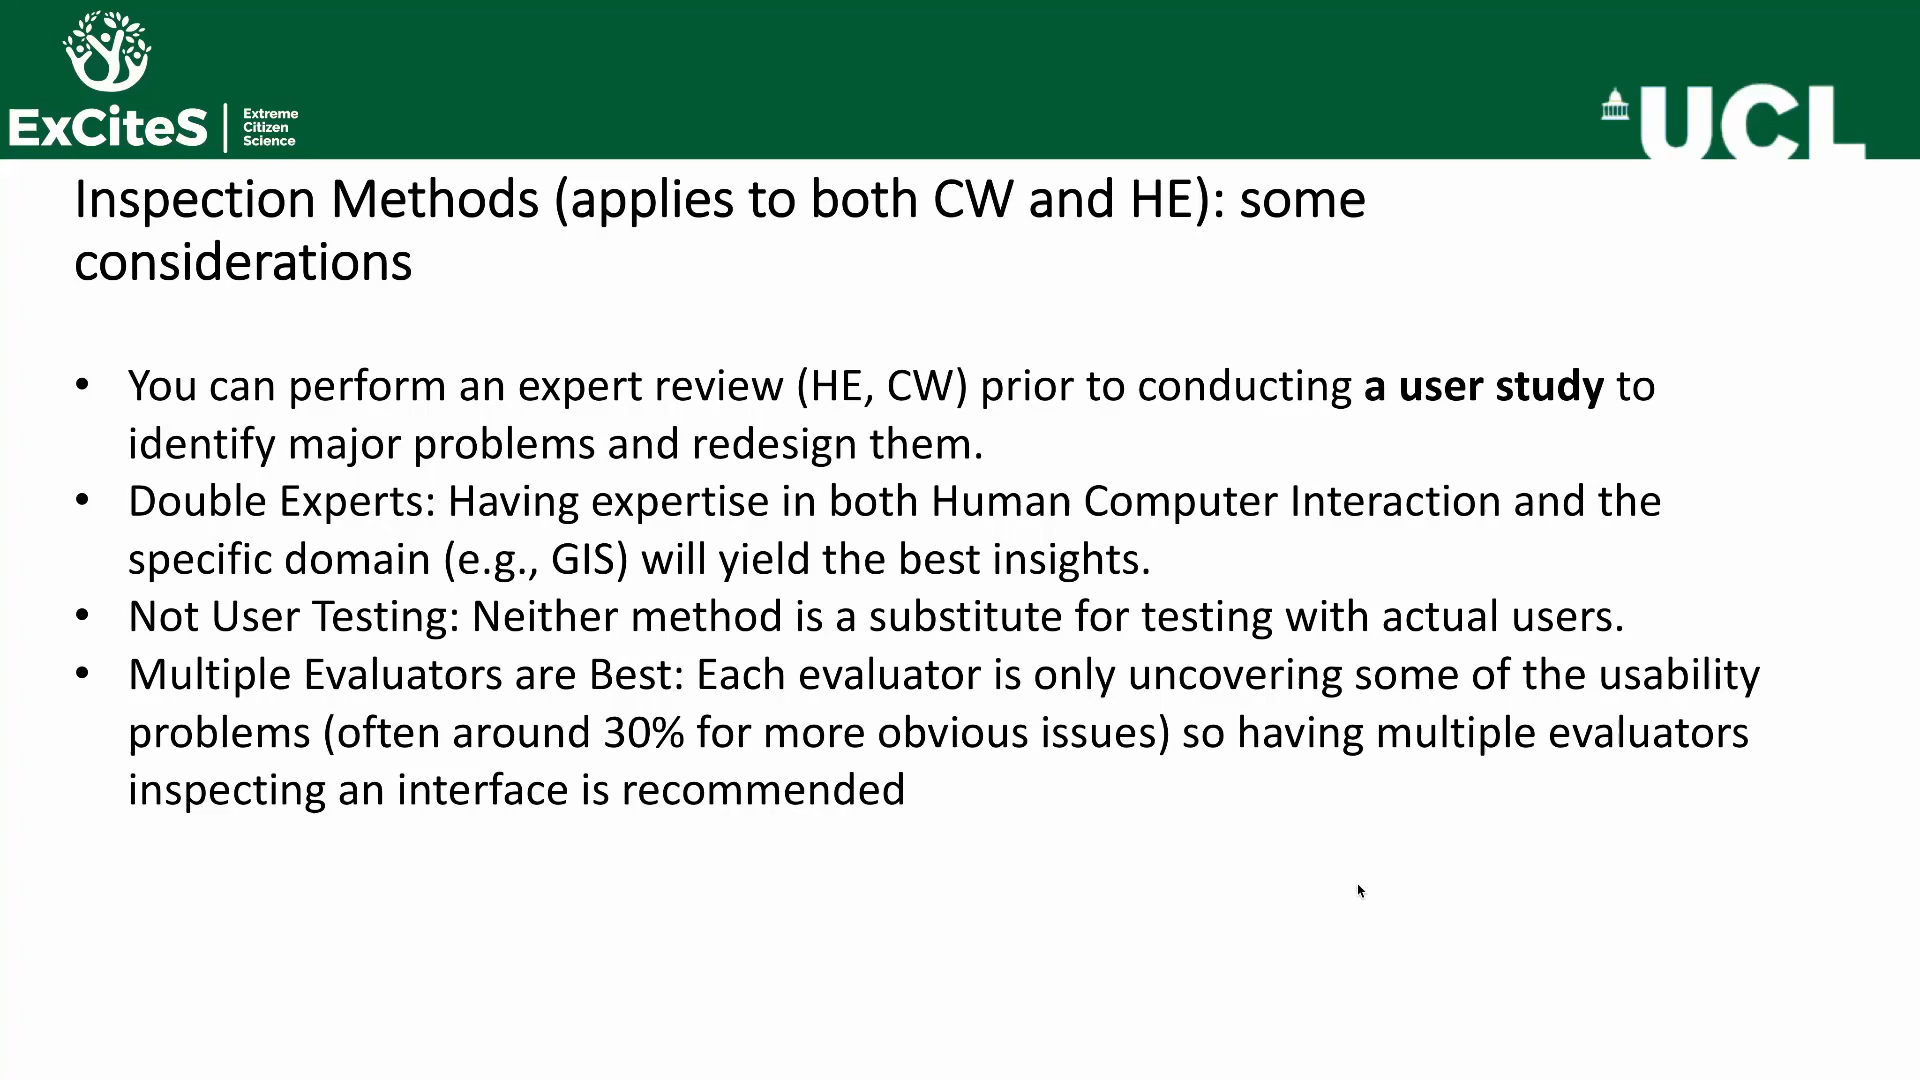 ExCiteS
Extreme
Citizen
Science
UCL
Inspection Methods (applies to both CW and HE): some
considerations
• You can perform an expert review (HE, CW) prior to conducting a user study to
identify major problems and redesign them.
• Double Experts: Having expertise in both Human Computer Interaction and the
specific domain (e.g., GIS) will yield the best insights.
• Not User Testing: Neither method is a substitute for testing with actual users.
• Multiple Evaluators are Best: Each evaluator is only uncovering some of the usability
problems (often around 30% for more obvious issues) so having multiple evaluators
inspecting an interface is recommended